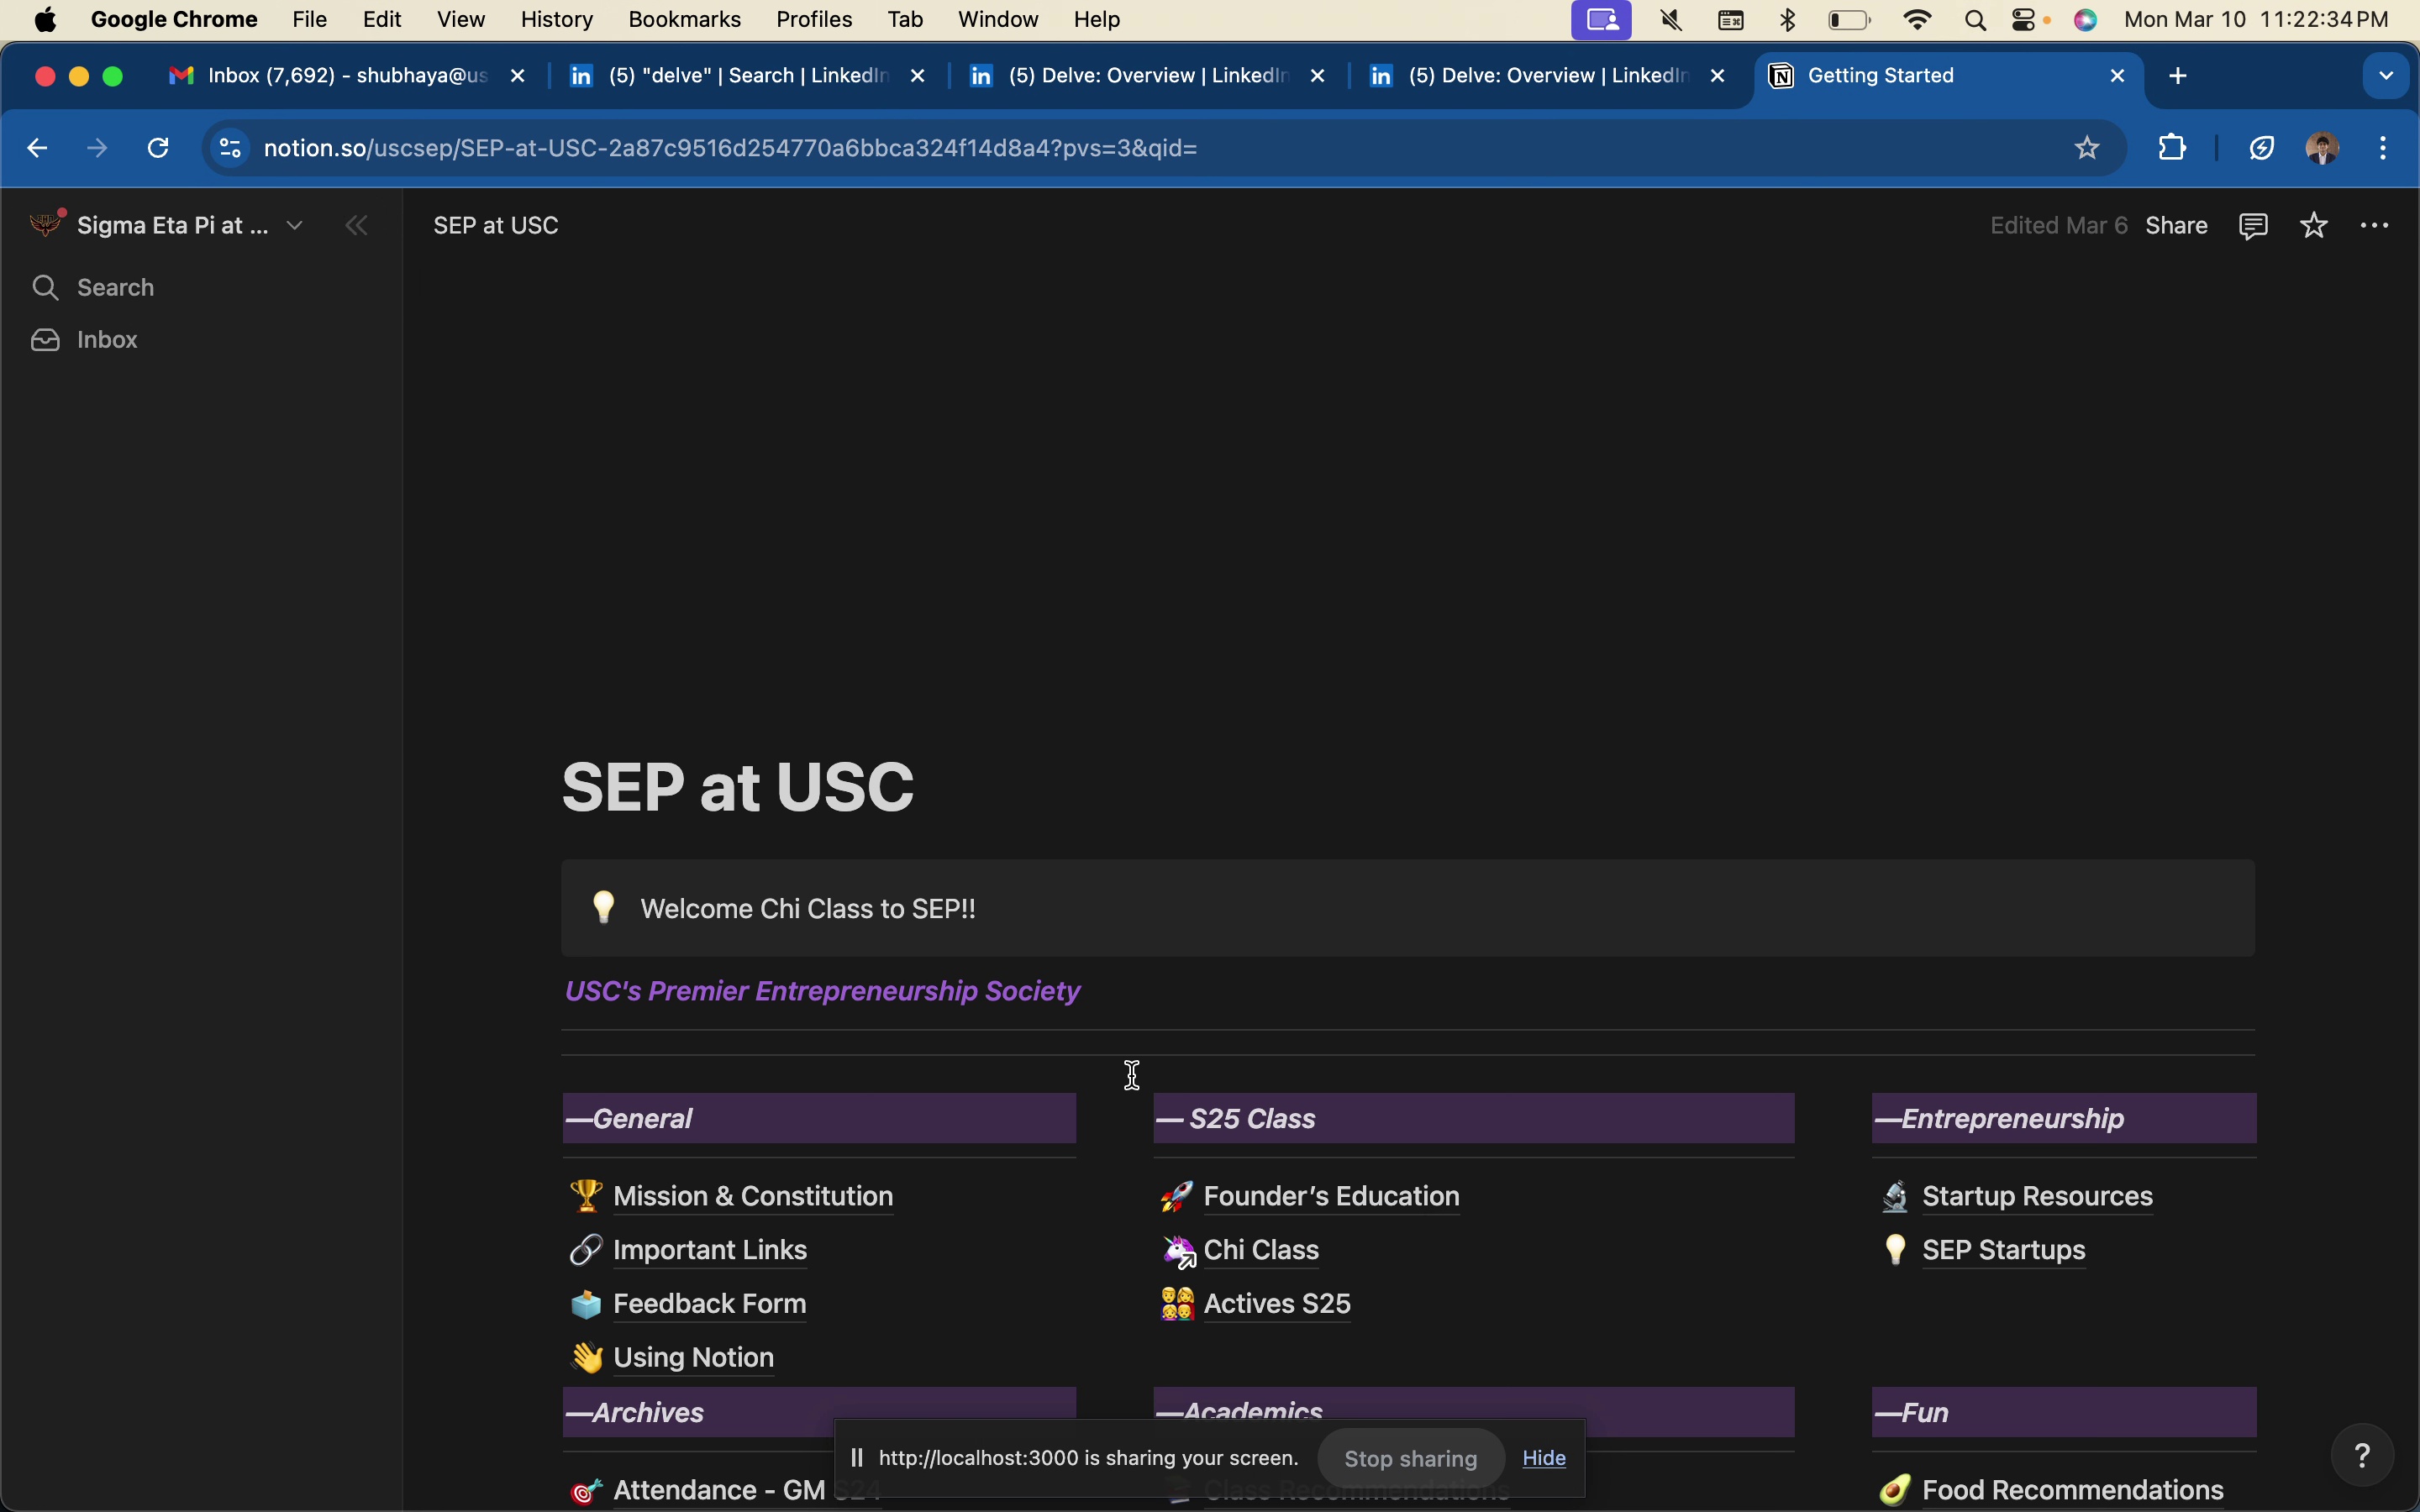 Google Chrome File Edit View History Bookmarks Profiles Tab Window Help Mon Mar 10 11:22:34 PM
Inbox (7,692) - shubhaya@us (5) "delve" | Search | LinkedIn (5) Delve: Overview | LinkedIn (5) Delve: Overview | LinkedIn Getting Started
notion.so/uscsep/SEP-at-USC-2a87c9516d254770a6bbca324f14d8a4?pvs=3&qid=
Sigma Eta Pi at ...
SEP at USC
Edited Mar 6 Share
Search
Inbox
SEP at USC
Welcome Chi Class to SEP!!
USC's Premier Entrepreneurship Society
—General
Mission & Constitution
Important Links
Feedback Form
Using Notion
— S25 Class
Founder’s Education
Chi Class
Actives S25
—Entrepreneurship
Startup Resources
SEP Startups
—Archives
Attendance - GM S24
—Academics
Class Recommendations
—Fun
Food Recommendations
http://localhost:3000 is sharing your screen. Stop sharing Hide
?